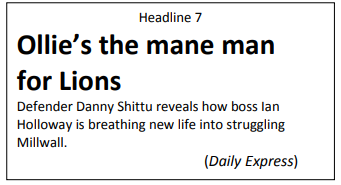 Headline 7
Ollie's the mane man
for Lions
Defender Danny Shittu reveals how boss Ian
Holloway is breathing new life into struggling
Millwall.
(Daily Express)